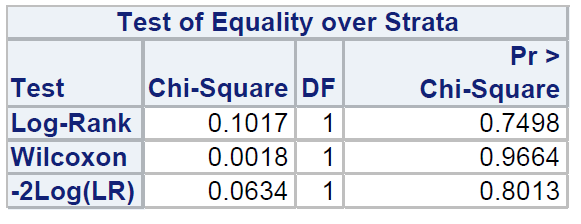 Test of Equality over Strata
Test Chi-Square DF Pr > Chi-Square
Log-Rank 0.1017 1 0.7498
Wilcoxon 0.0018 1 0.9664
-2Log(LR) 0.0634 1 0.8013